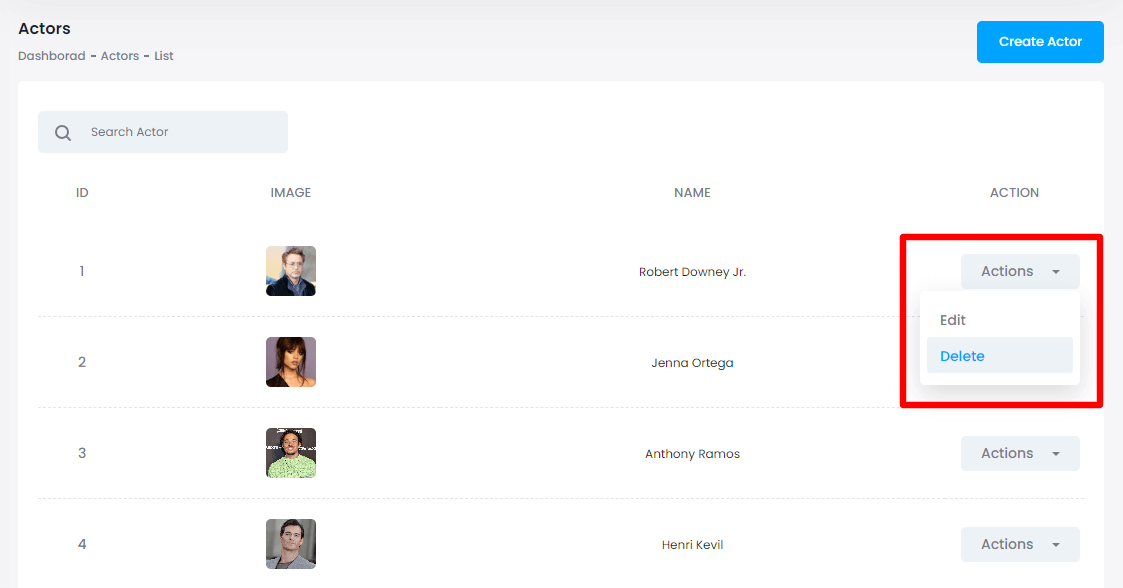 Actors
Dashborad - Actors - List
Create Actor
Search Actor
ID IMAGE NAME ACTION
1 Robert Downey Jr. Actions
Edit
Delete
2 Jenna Ortega
3 Anthony Ramos Actions
4 Henri Kevil Actions